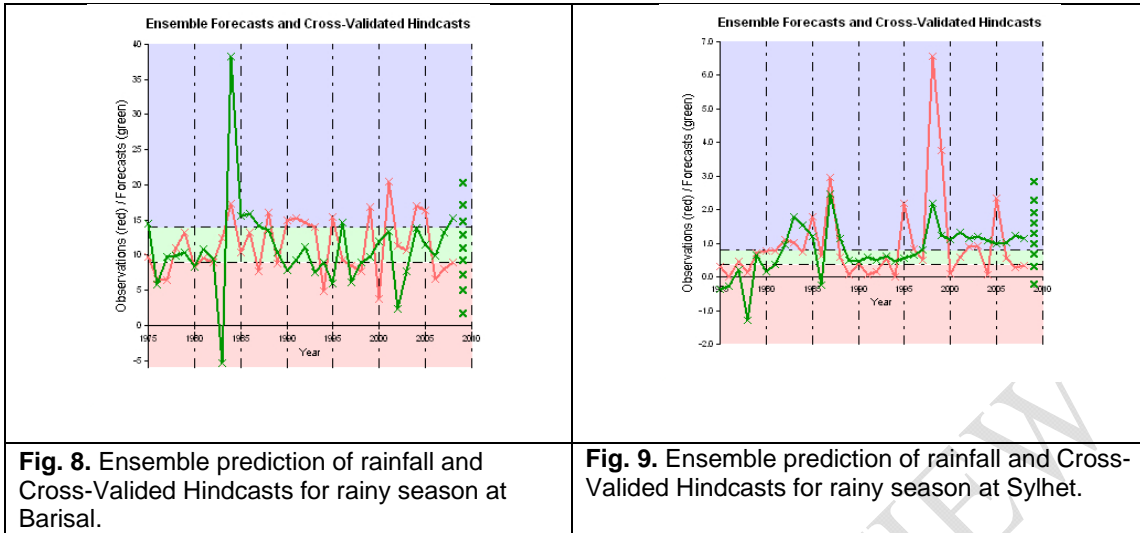 Ensemble Forecasts and Cross-Validated Hindcasts
Observations (red) / Forecasts (green)
40
35
30
25
20
15
10
5
0
-5
1975 1980 1985 1990 1995 2000 2005 2010
Year
Fig. 8. Ensemble prediction of rainfall and
Cross-Valided Hindcasts for rainy season at
Barisal.
Ensemble Forecasts and Cross-Validated Hindcasts
Observations (red) / Forecasts (green)
7.0
6.0
5.0
4.0
3.0
2.0
1.0
0.0
-1.0
-2.0
1975 1980 1985 1990 1995 2000 2005 2010
Year
Fig. 9. Ensemble prediction of rainfall and Cross-
Valided Hindcasts for rainy season at Sylhet.
EW